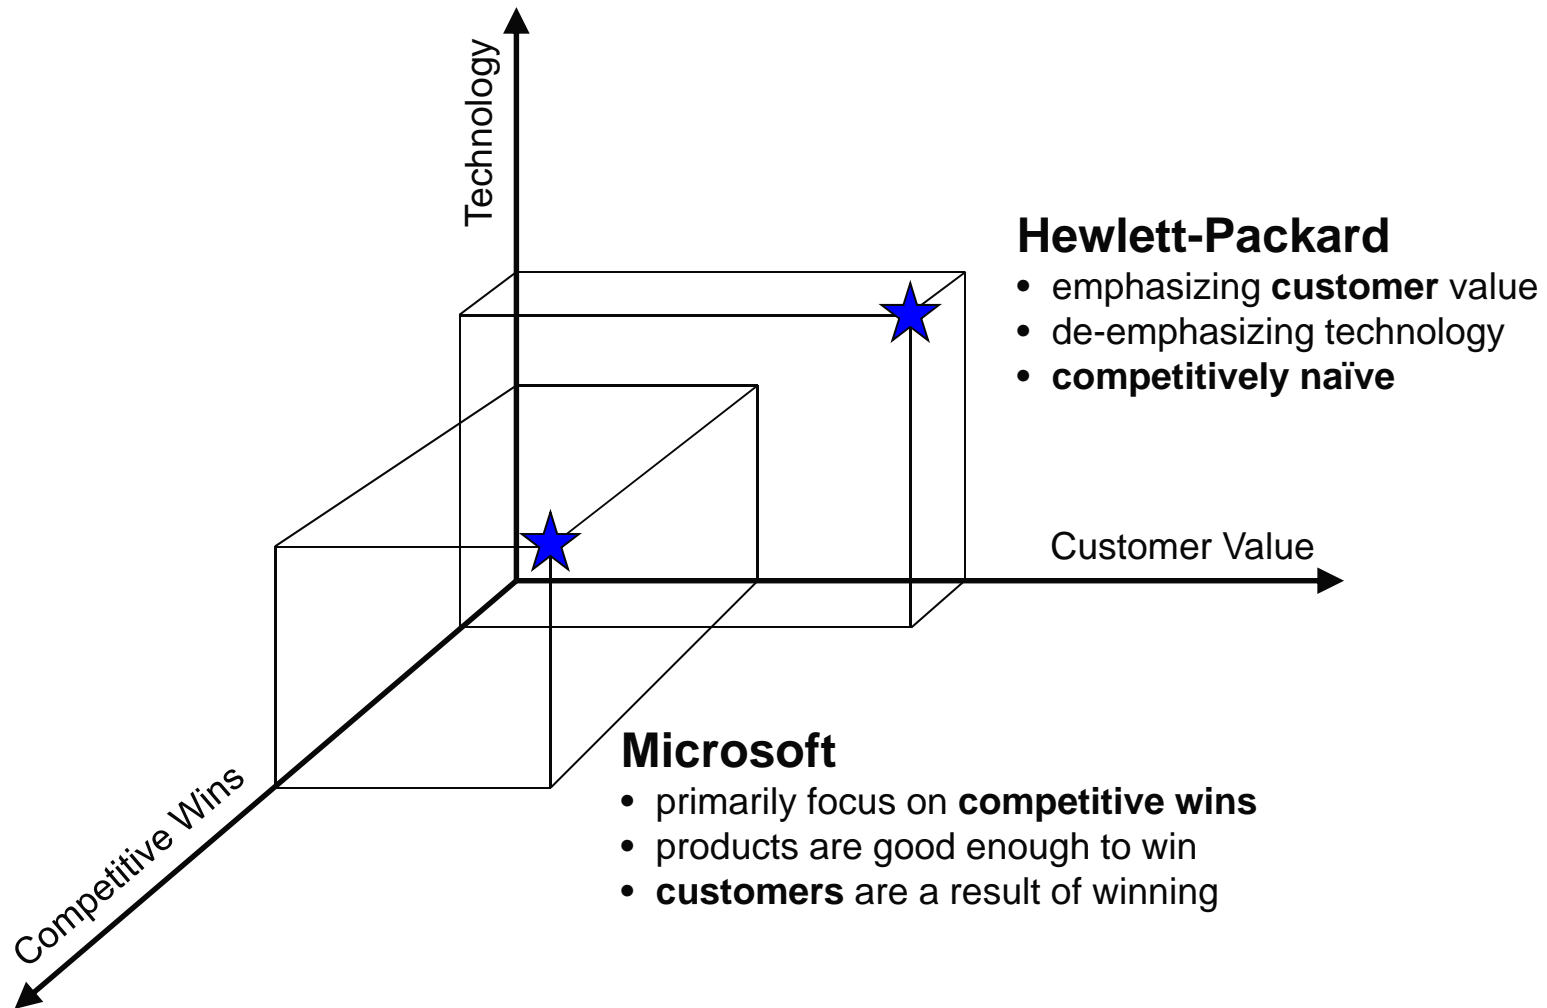 Technology
Hewlett-Packard
• emphasizing customer value
• de-emphasizing technology
• competitively naïve
Customer Value
Microsoft
• primarily focus on competitive wins
• products are good enough to win
• customers are a result of winning
Competitive Wins